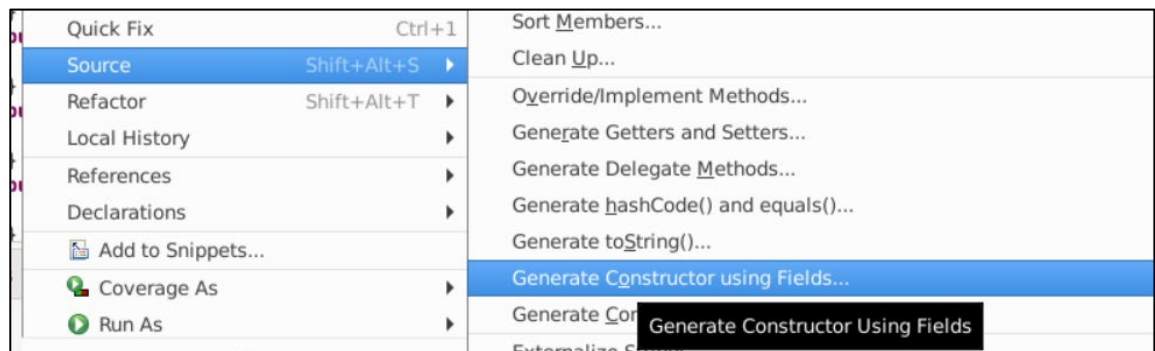 Quick Fix Ctrl+1
Source Shift+Alt+S
Refactor Shift+Alt+T
Local History
References
Declarations
Add to Snippets...
Coverage As
Run As
Sort Members...
Clean Up...
Override/Implement Methods...
Generate Getters and Setters...
Generate Delegate Methods...
Generate hashCode() and equals()...
Generate toString()...
Generate Constructor using Fields...
Generate
Generate Constructor Using Fields
Externalize